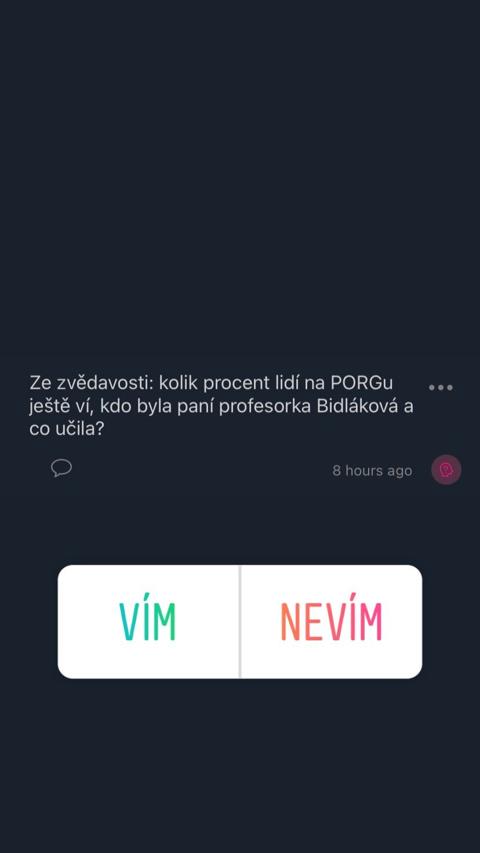 Ze zvědavosti: kolik procent lidí na PORGu
ještě ví, kdo byla paní profesorka Bidláková a
co učila?
8 hours ago
VÍM
NEVÍM